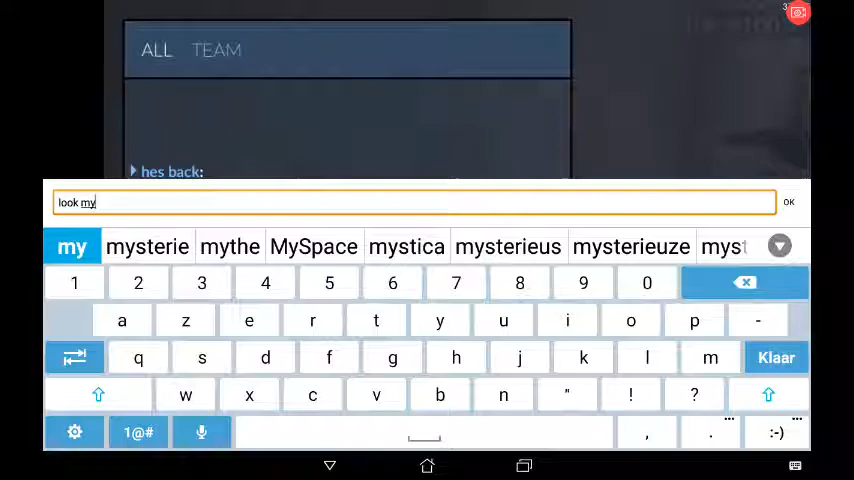 ALL TEAM
hes back:
look my
OK
my mysterie mythe MySpace mystica mysterieus mysterieuze myst
1 2 3 4 5 6 7 8 9 0
a z e r t y u i o p -
q s d f g h j k l m Klaar
w x c v b n " ! ?
1@# , . :-)